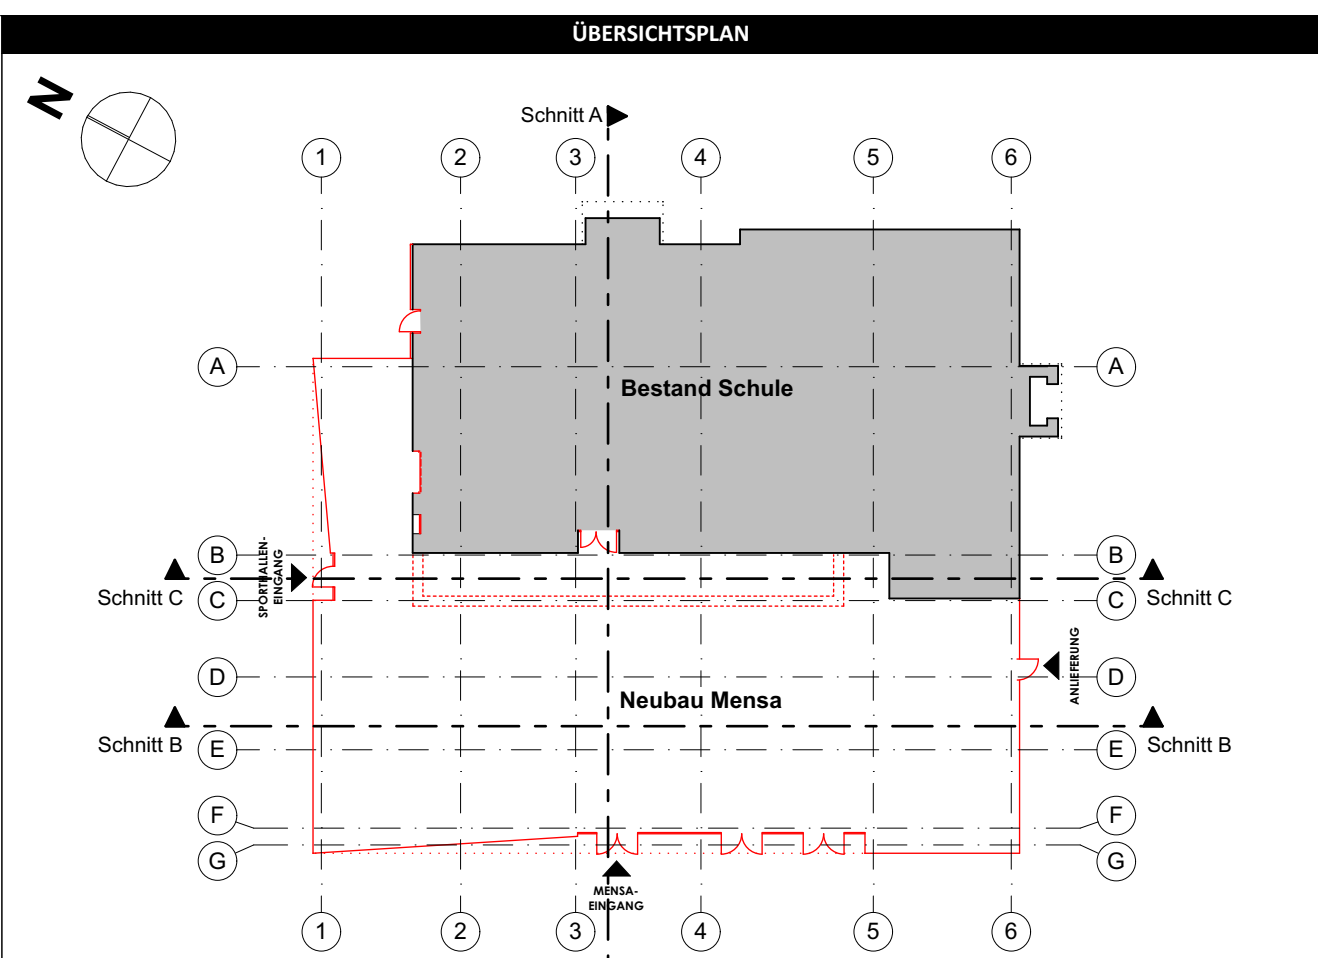 ÜBERSICHTSPLAN
N
Schnitt A
1 2 3 4 5 6
A A
Bestand Schule
B B
SPORTHALLEN-
EINGANG
Schnitt C Schnitt C
C C
ANLIEFERUNG
D D
Neubau Mensa
Schnitt B Schnitt B
E E
F F
G G
MENSA-
EINGANG
1 2 3 4 5 6